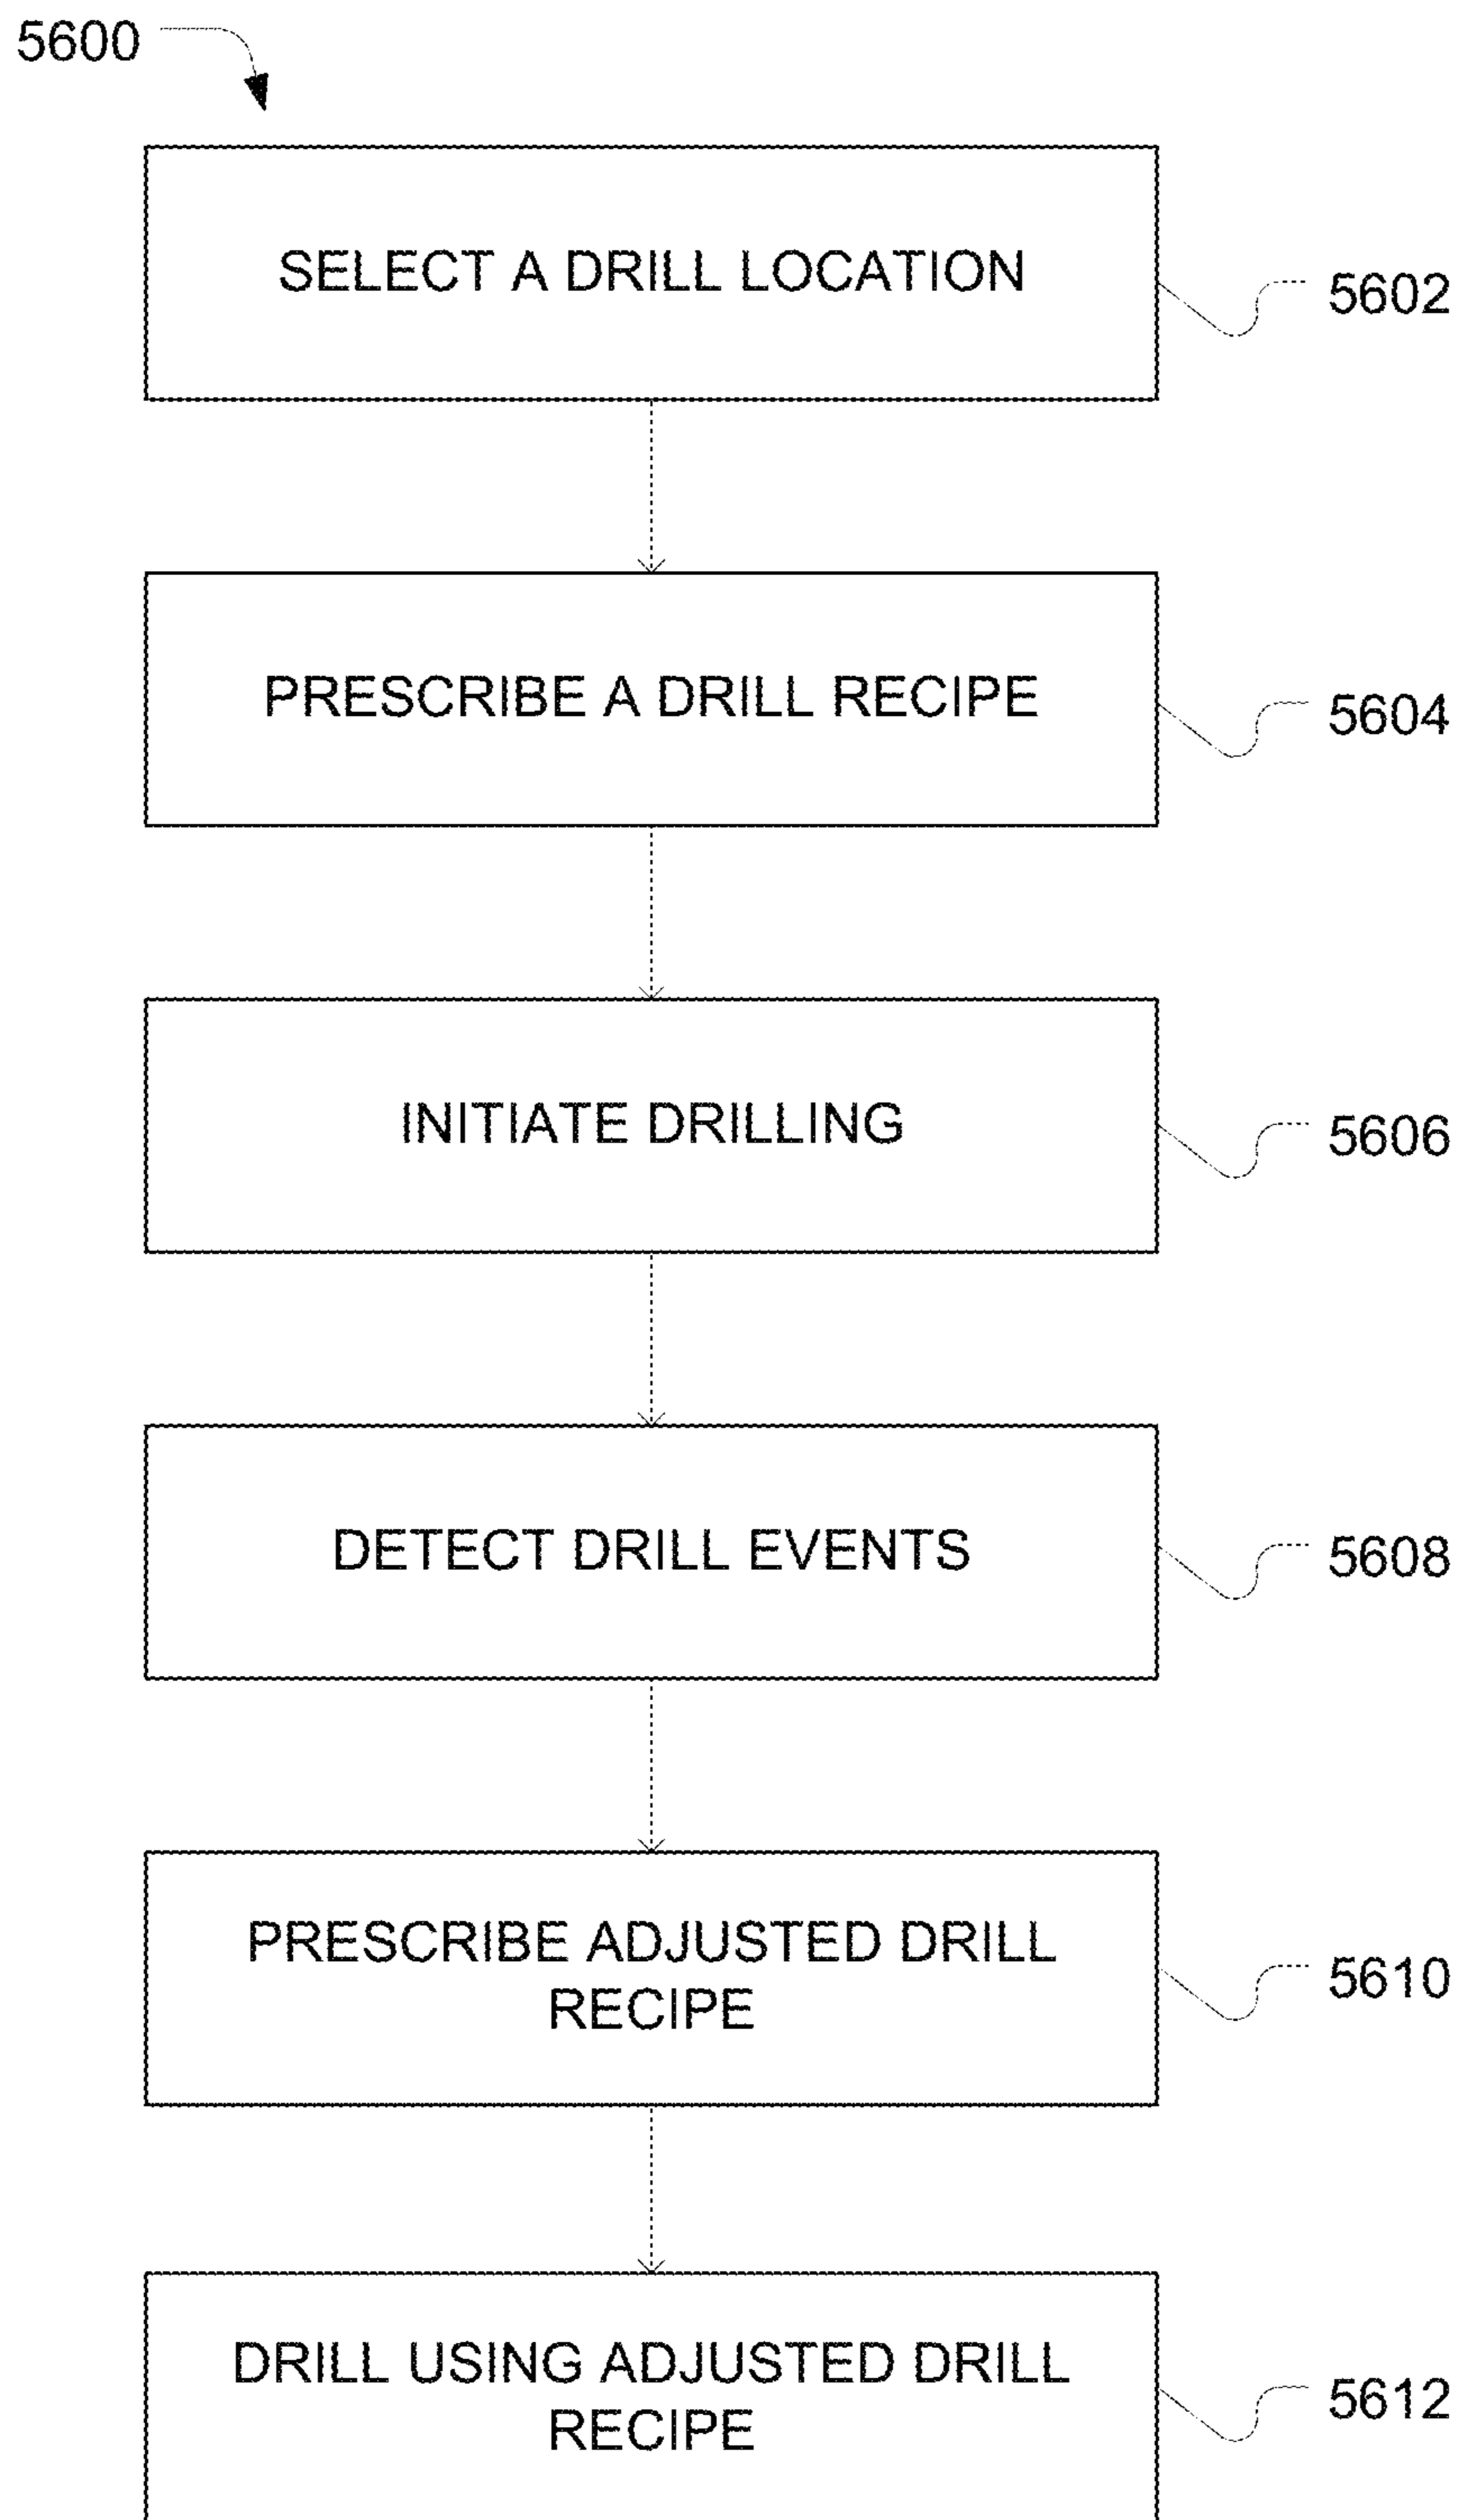 5600
SELECT A DRILL LOCATION
5602
PRESCRIBE A DRILL RECIPE
5604
INITIATE DRILLING
5606
DETECT DRILL EVENTS
5608
PRESCRIBE ADJUSTED DRILL
RECIPE
5610
DRILL USING ADJUSTED DRILL
RECIPE
5612